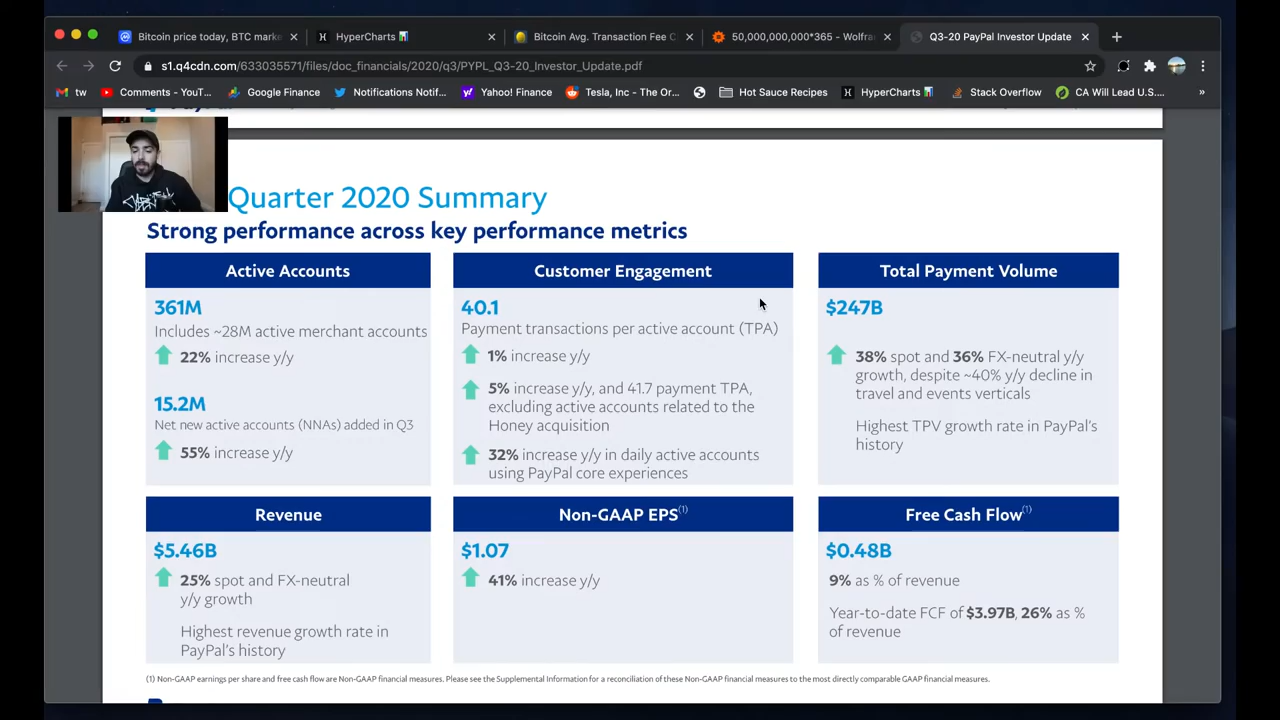 Bitcoin price today, BTC marke
HyperCharts
Bitcoin Avg. Transaction Fee C
50,000,000,000*365 - Wolfra
Q3-20 PayPal Investor Update
s1.q4cdn.com/633035571/files/doc_financials/2020/q3/PYPL_Q3-20_Investor_Update.pdf
tw
Comments - YouT...
Google Finance
Notifications Notif...
Yahoo! Finance
Tesla, Inc. - The Or...
Hot Sauce Recipes
HyperCharts
Stack Overflow
CA Will Lead U.S....
»
Quarter 2020 Summary
Strong performance across key performance metrics
Active Accounts
361M
Includes ~28M active merchant accounts
22% increase y/y
15.2M
Net new active accounts (NNAs) added in Q3
55% increase y/y
Customer Engagement
40.1
Payment transactions per active account (TPA)
1% increase y/y
5% increase y/y, and 41.7 payment TPA,
excluding active accounts related to the
Honey acquisition
32% increase y/y in daily active accounts
using PayPal core experiences
Total Payment Volume
$247B
38% spot and 36% FX-neutral y/y
growth, despite ~40% y/y decline in
travel and events verticals
Highest TPV growth rate in PayPal's
history
Revenue
$5.46B
25% spot and FX-neutral
y/y growth
Highest revenue growth rate in
PayPal's history
Non-GAAP EPS(1)
$1.07
41% increase y/y
Free Cash Flow(1)
$0.48B
9% as % of revenue
Year-to-date FCF of $3.97B, 26% as %
of revenue
(1) Non-GAAP earnings per share and free cash flow are Non-GAAP financial measures. Please see the Supplemental Information for a reconciliation of these Non-GAAP financial measures to the most directly comparable GAAP financial measures.